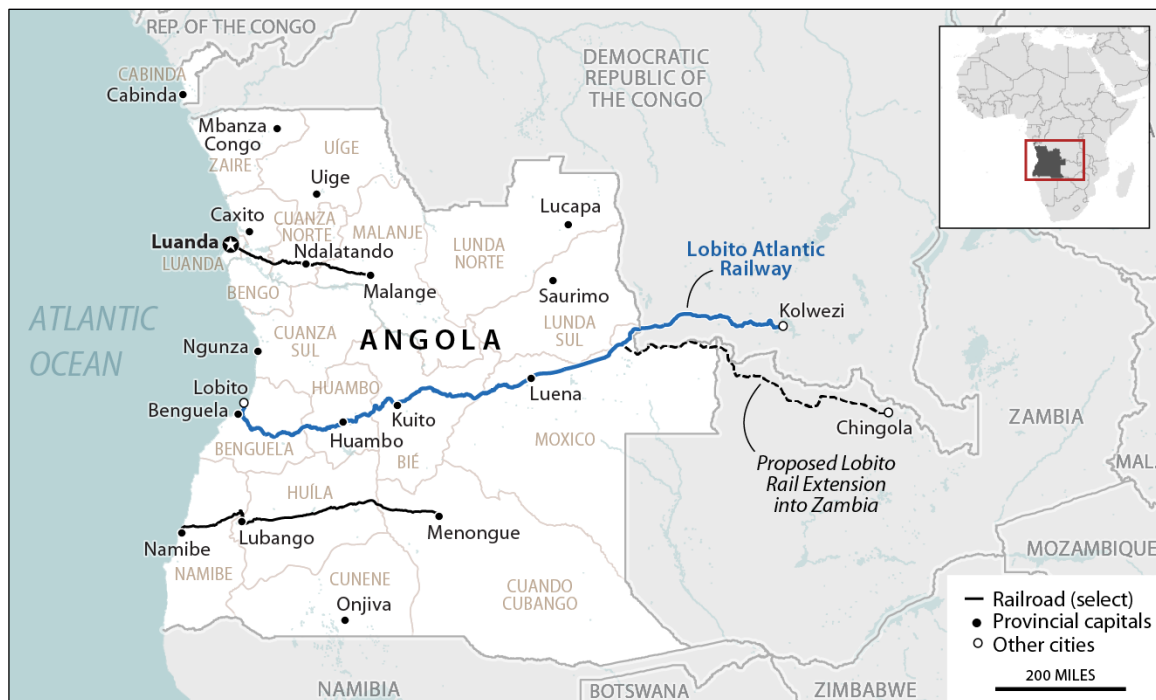 REP. OF THE CONGO
DEMOCRATIC
REPUBLIC OF
THE CONGO
CABINDA
Cabinda
Mbanza
Congo
ZAIRE
UÍGE
Uige
Caxito
CUANZA
NORTE
MALANJE
Lucapa
Luanda
LUANDA
Ndalatando
LUNDA
NORTE
Lobito Atlantic
Railway
BENGO
Malange
Saurimo
Kolwezi
ATLANTIC
OCEAN
CUANZA
SUL
ANGOLA
LUNDA
SUL
Ngunza
Lobito
HUAMBO
Benguela
Kuito
Luena
Huambo
Chingola
ZAMBIA
BENGUELA
BIÉ
MOXICO
MALA
Proposed Lobito
Rail Extension
into Zambia
HUÍLA
Namibe
Lubango
Menongue
MOZAMBIQUE
NAMIBE
CUNENE
CUANDO
CUBANGO
Onjiva
Railroad (select)
Provincial capitals
Other cities
200 MILES
NAMIBIA
BOTSWANA
ZIMBABWE